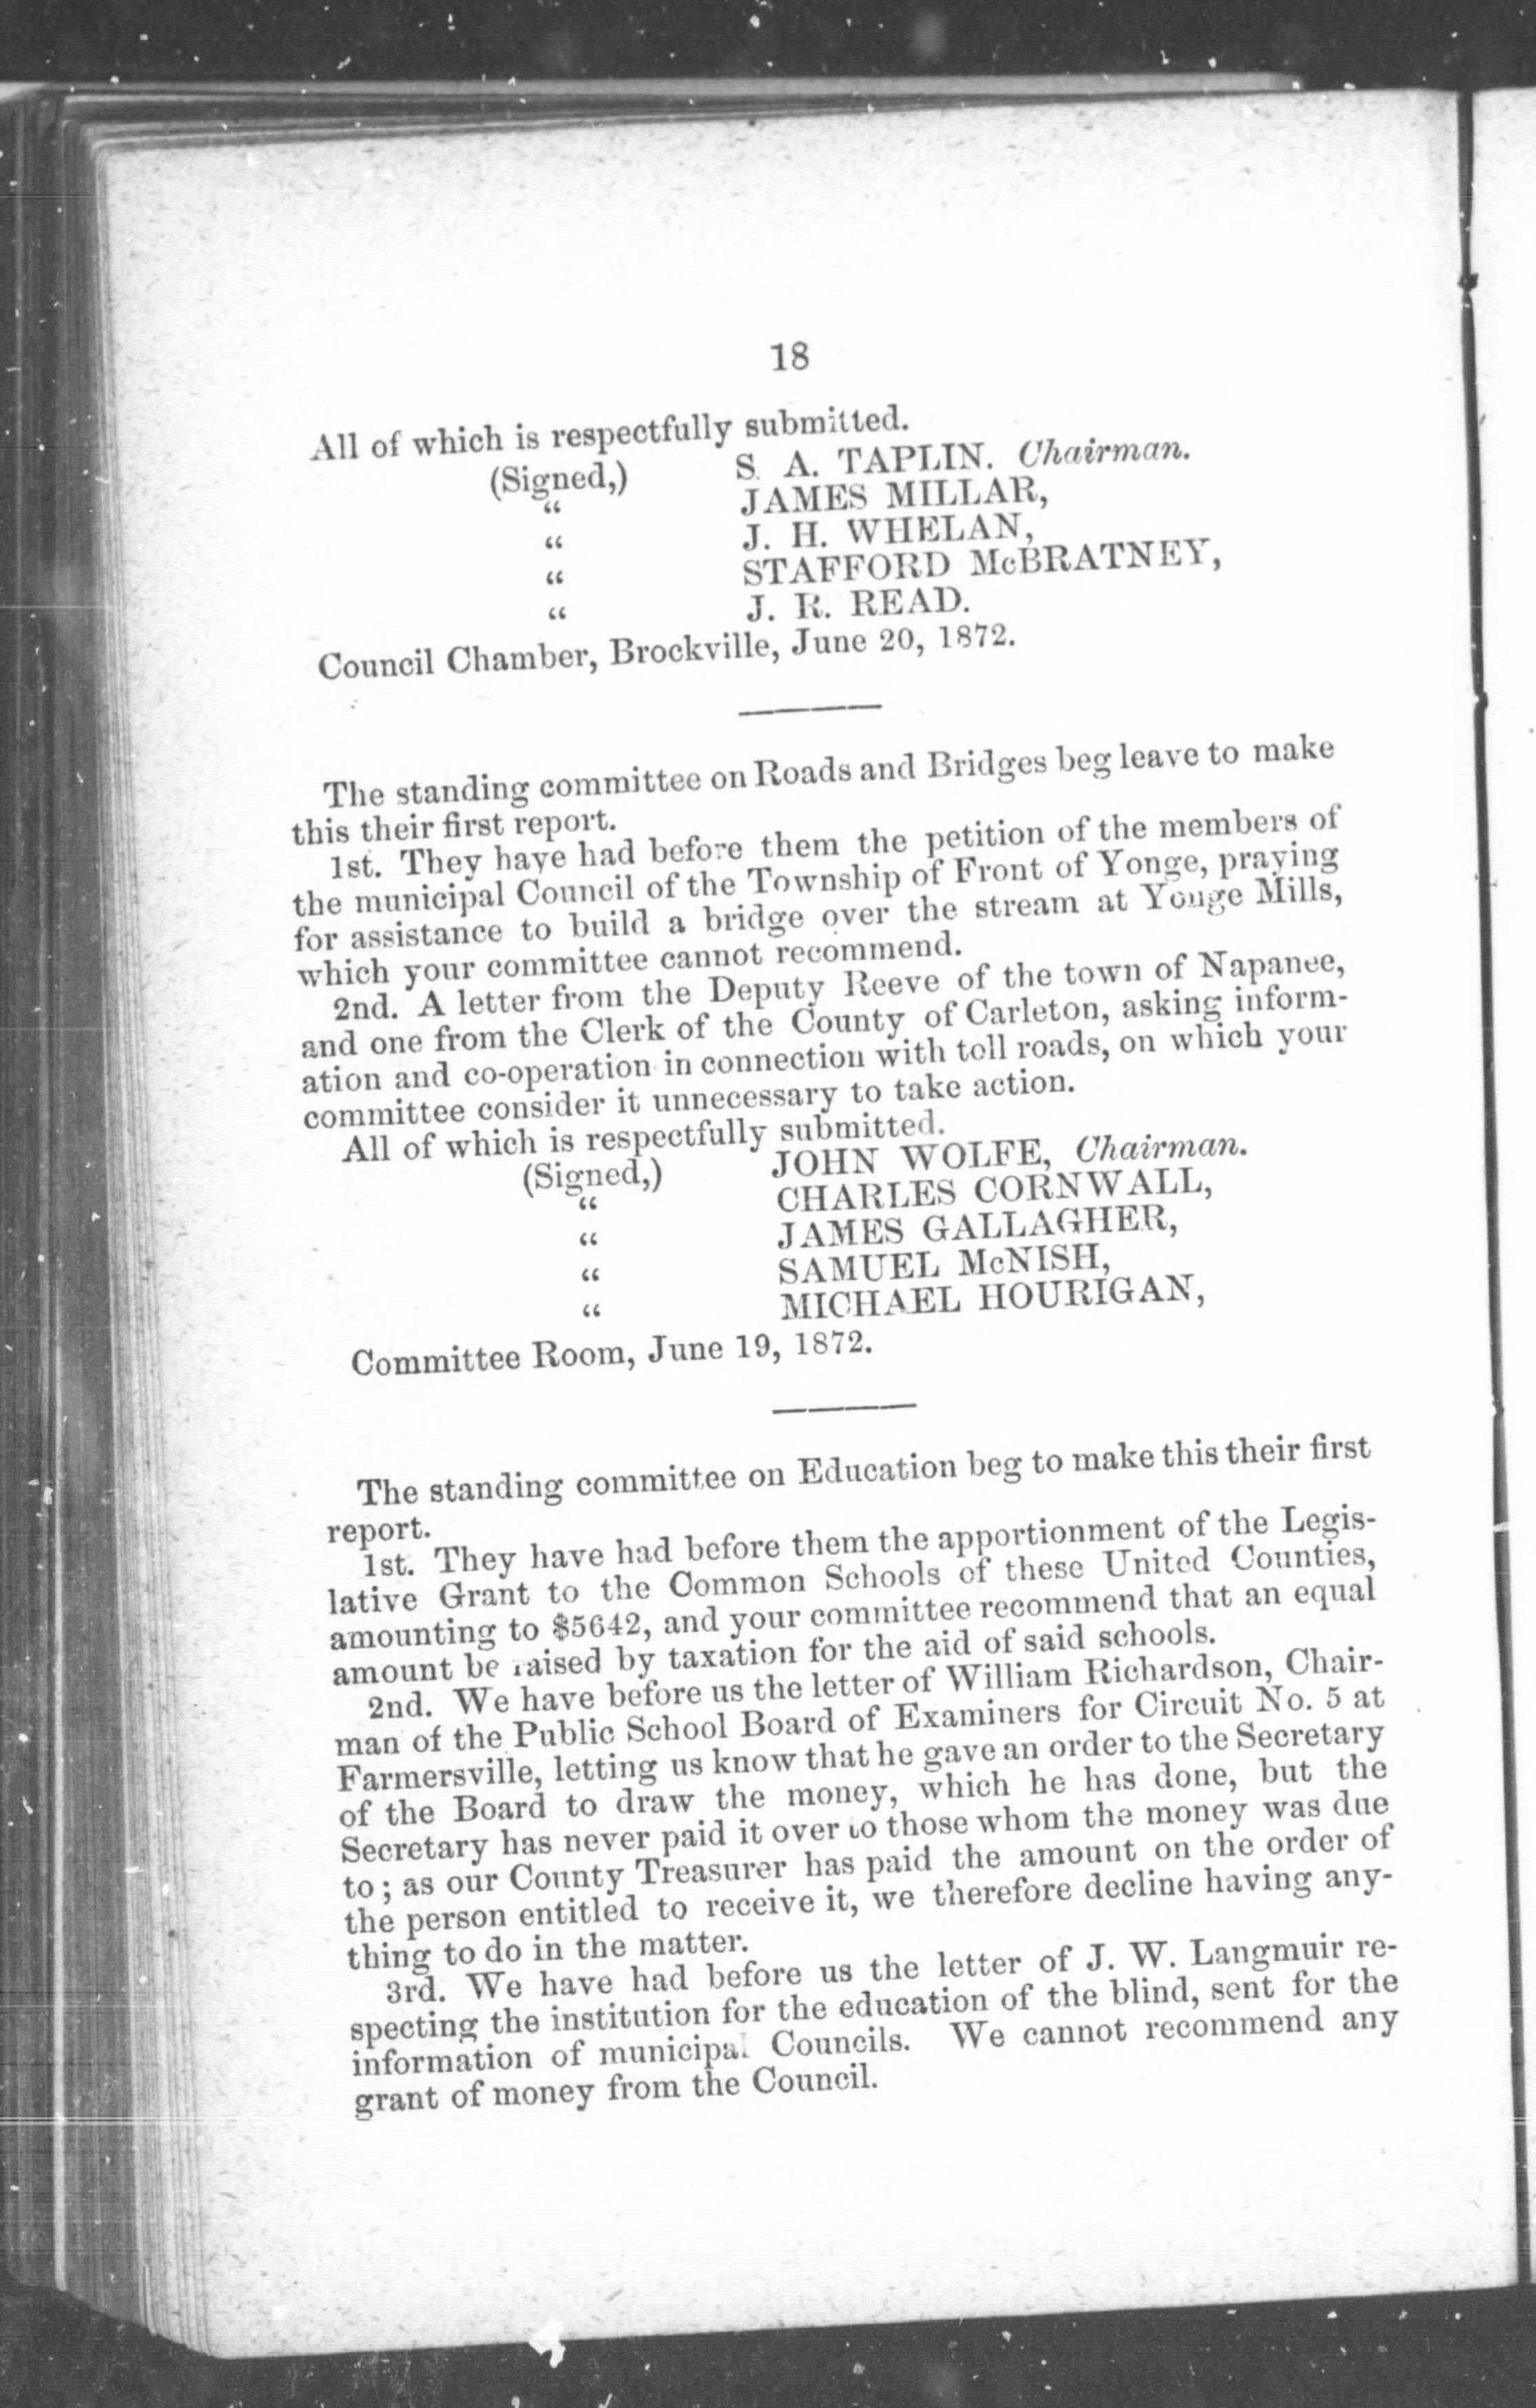 18
All of which is respectfully submitted.
(Signed,) S. A. TAPLIN. Chairman.
“ JAMES MILLAR,
“ J. H. WHELAN,
“ STAFFORD McBRATNEY,
“ J. R. READ.
Council Chamber, Brockville, June 20, 1872.
The standing committee on Roads and Bridges beg leave to make
this their first report.
1st. They have had before them the petition of the members of
the municipal Council of the Township of Front of Yonge, praying
for assistance to build a bridge over the stream at Yonge Mills,
which your committee cannot recommend.
2nd. A letter from the Deputy Reeve of the town of Napanee,
and one from the Clerk of the County of Carleton, asking inform-
ation and co-operation in connection with toll roads, on which your
committee consider it unnecessary to take action.
All of which is respectfully submitted.
(Signed,) JOHN WOLFE, Chairman.
“ CHARLES CORNWALL,
“ JAMES GALLAGHER,
“ SAMUEL McNISH,
“ MICHAEL HOURIGAN,
Committee Room, June 19, 1872.
The standing committee on Education beg to make this their first
report.
1st. They have had before them the apportionment of the Legis-
lative Grant to the Common Schools of these United Counties,
amounting to $5642, and your committee recommend that an equal
amount be raised by taxation for the aid of said schools.
2nd. We have before us the letter of William Richardson, Chair-
man of the Public School Board of Examiners for Circuit No. 5 at
Farmersville, letting us know that he gave an order to the Secretary
of the Board to draw the money, which he has done, but the
Secretary has never paid it over to those whom the money was due
to; as our County Treasurer has paid the amount on the order of
the person entitled to receive it, we therefore decline having any-
thing to do in the matter.
3rd. We have had before us the letter of J. W. Langmuir re-
specting the institution for the education of the blind, sent for the
information of municipal Councils. We cannot recommend any
grant of money from the Council.